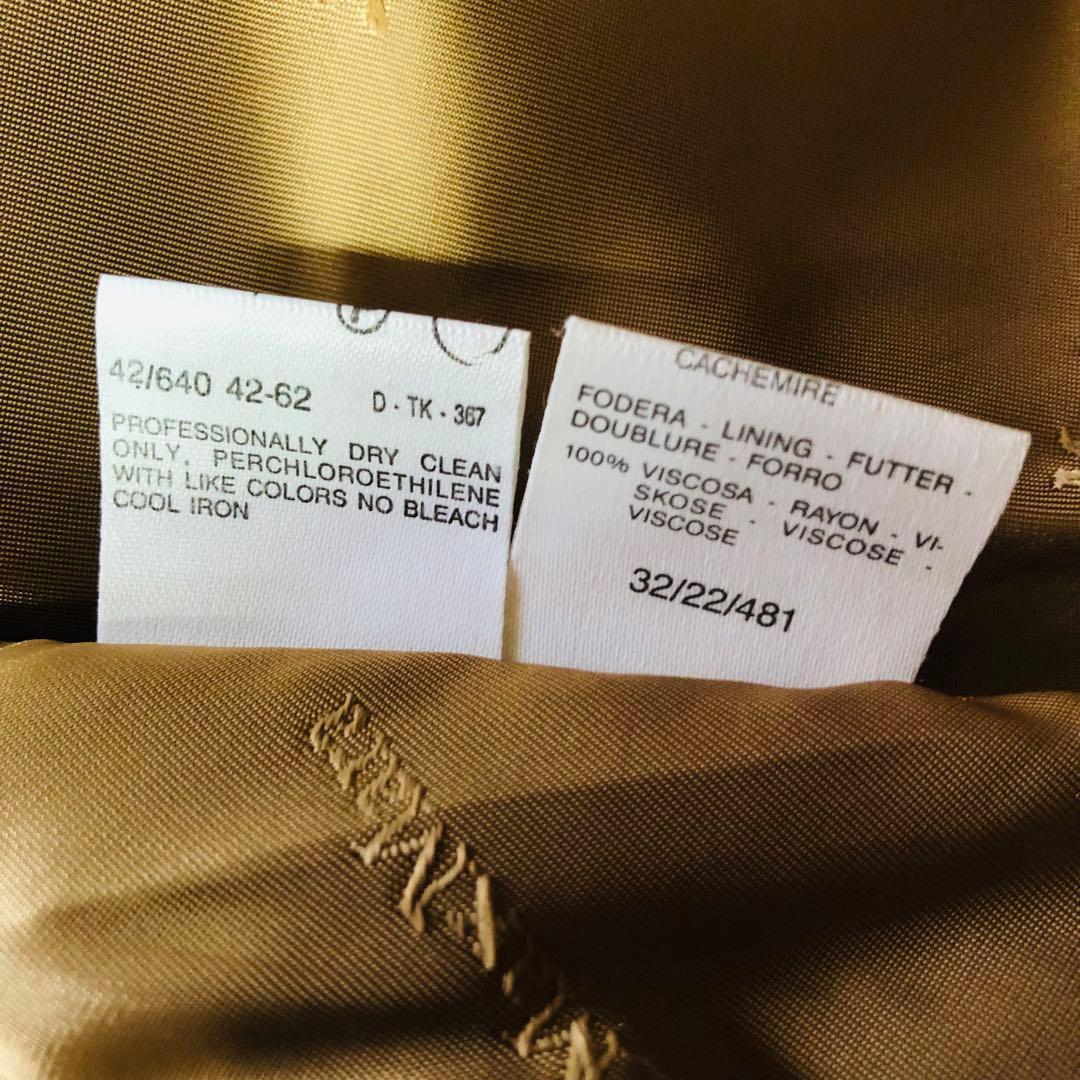 42/640 42-62 D - TK - 367
PROFESSIONALLY DRY CLEAN
ONLY, PERCHLOROETHILENE
WITH LIKE COLORS NO BLEACH
COOL IRON
CACHEMIRE
FODERA - LINING - FUTTER -
DOUBLURE - FORRO
100% VISCOSA - RAYON - VI-
SKOSE - VISCOSE -
VISCOSE
32/22/481